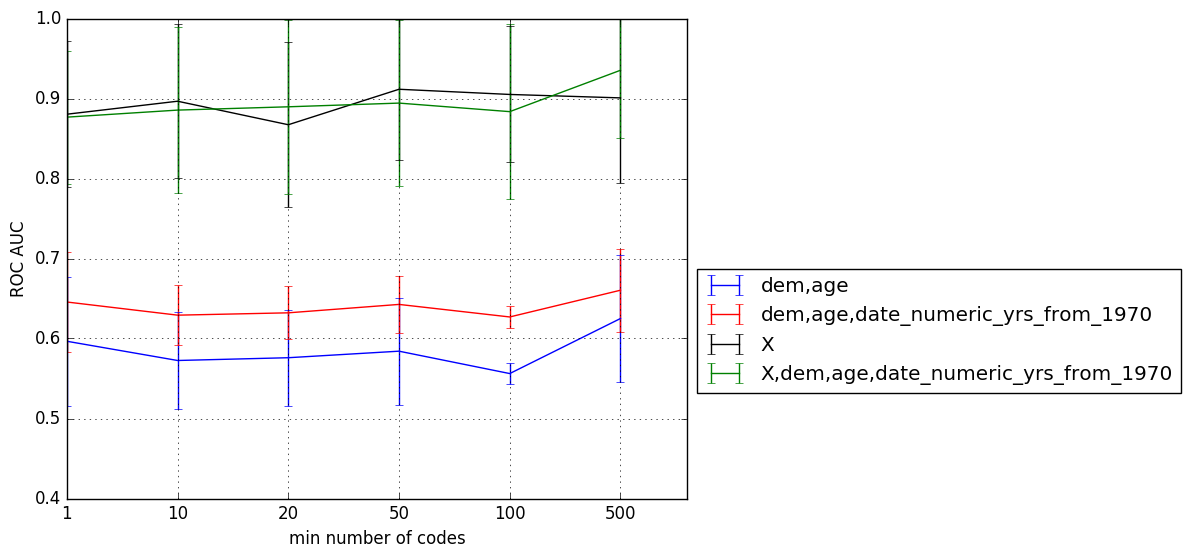 1.0
0.9
0.8
0.7
0.6
0.5
0.4
ROC AUC
1 10 20 50 100 500
min number of codes
dem,age
dem,age,date_numeric_yrs_from_1970
X
X,dem,age,date_numeric_yrs_from_1970